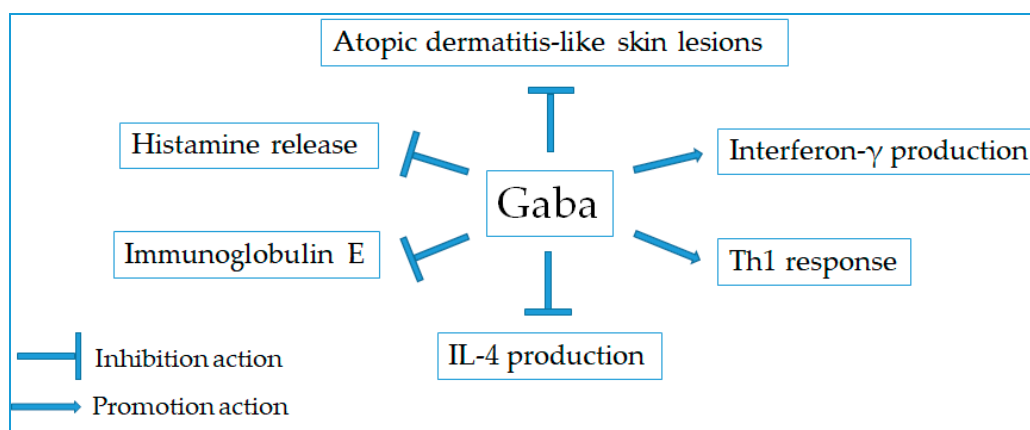 Atopic dermatitis-like skin lesions
Histamine release
Interferon-γ production
Gaba
Immunoglobulin E
Th1 response
IL-4 production
Inhibition action
Promotion action